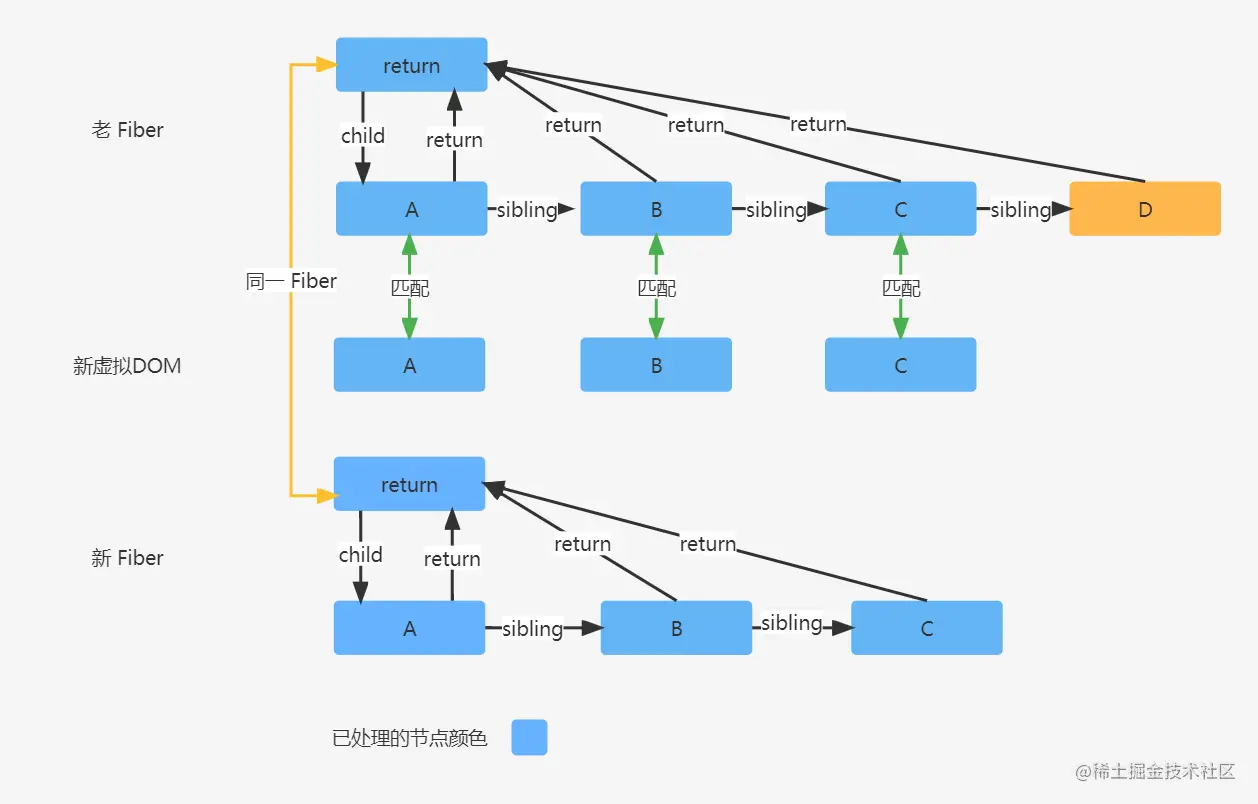 return
老 Fiber
child
return
return
return
return
A
sibling
B
sibling
C
sibling
D
同一 Fiber
匹配
匹配
匹配
新虚拟DOM
A
B
C
return
新 Fiber
child
return
return
return
A
sibling
B
sibling
C
已处理的节点颜色
@稀土掘金技术社区